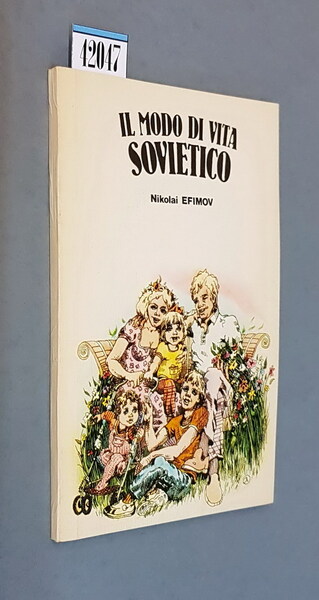 42047
IL MODO DI VITA
SOVIETICO
Nikolai EFIMOV